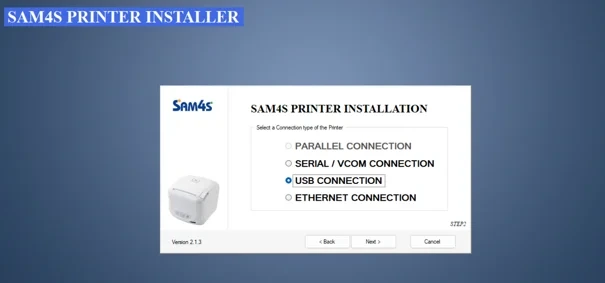 SAM4S PRINTER INSTALLER
SAM4S
SAM4S PRINTER INSTALLATION
Select a Connection type of the Printer
PARALLEL CONNECTION
SERIAL / VCOM CONNECTION
USB CONNECTION
ETHERNET CONNECTION
STEP2
Version 2.1.3
< Back
Next >
Cancel